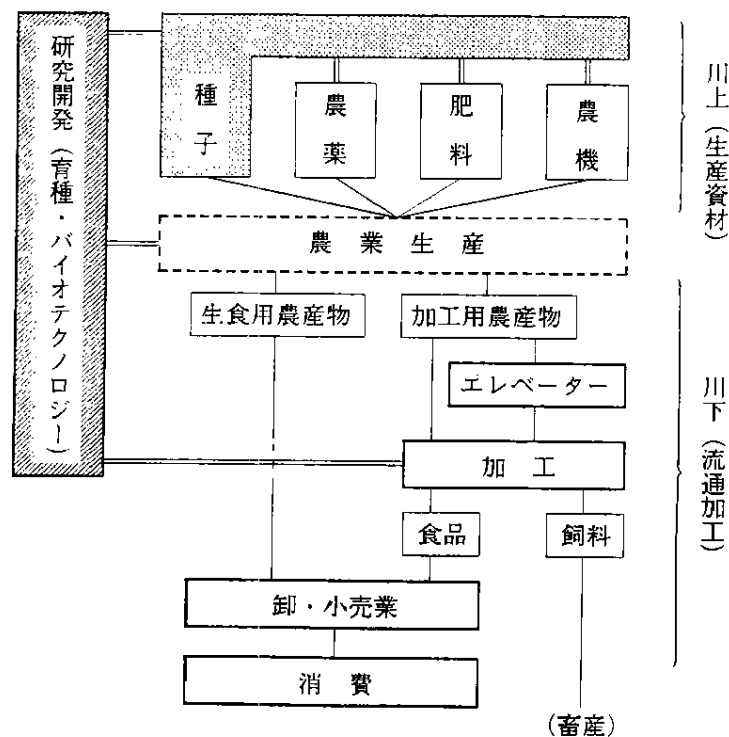 研究開発（育種・バイオテクノロジー）
種子
農薬
肥料
農機
川上（生産資材）
農業生産
生食用農産物
加工用農産物
エレベーター
川下（流通加工）
加工
食品
飼料
卸・小売業
消費
(畜産)